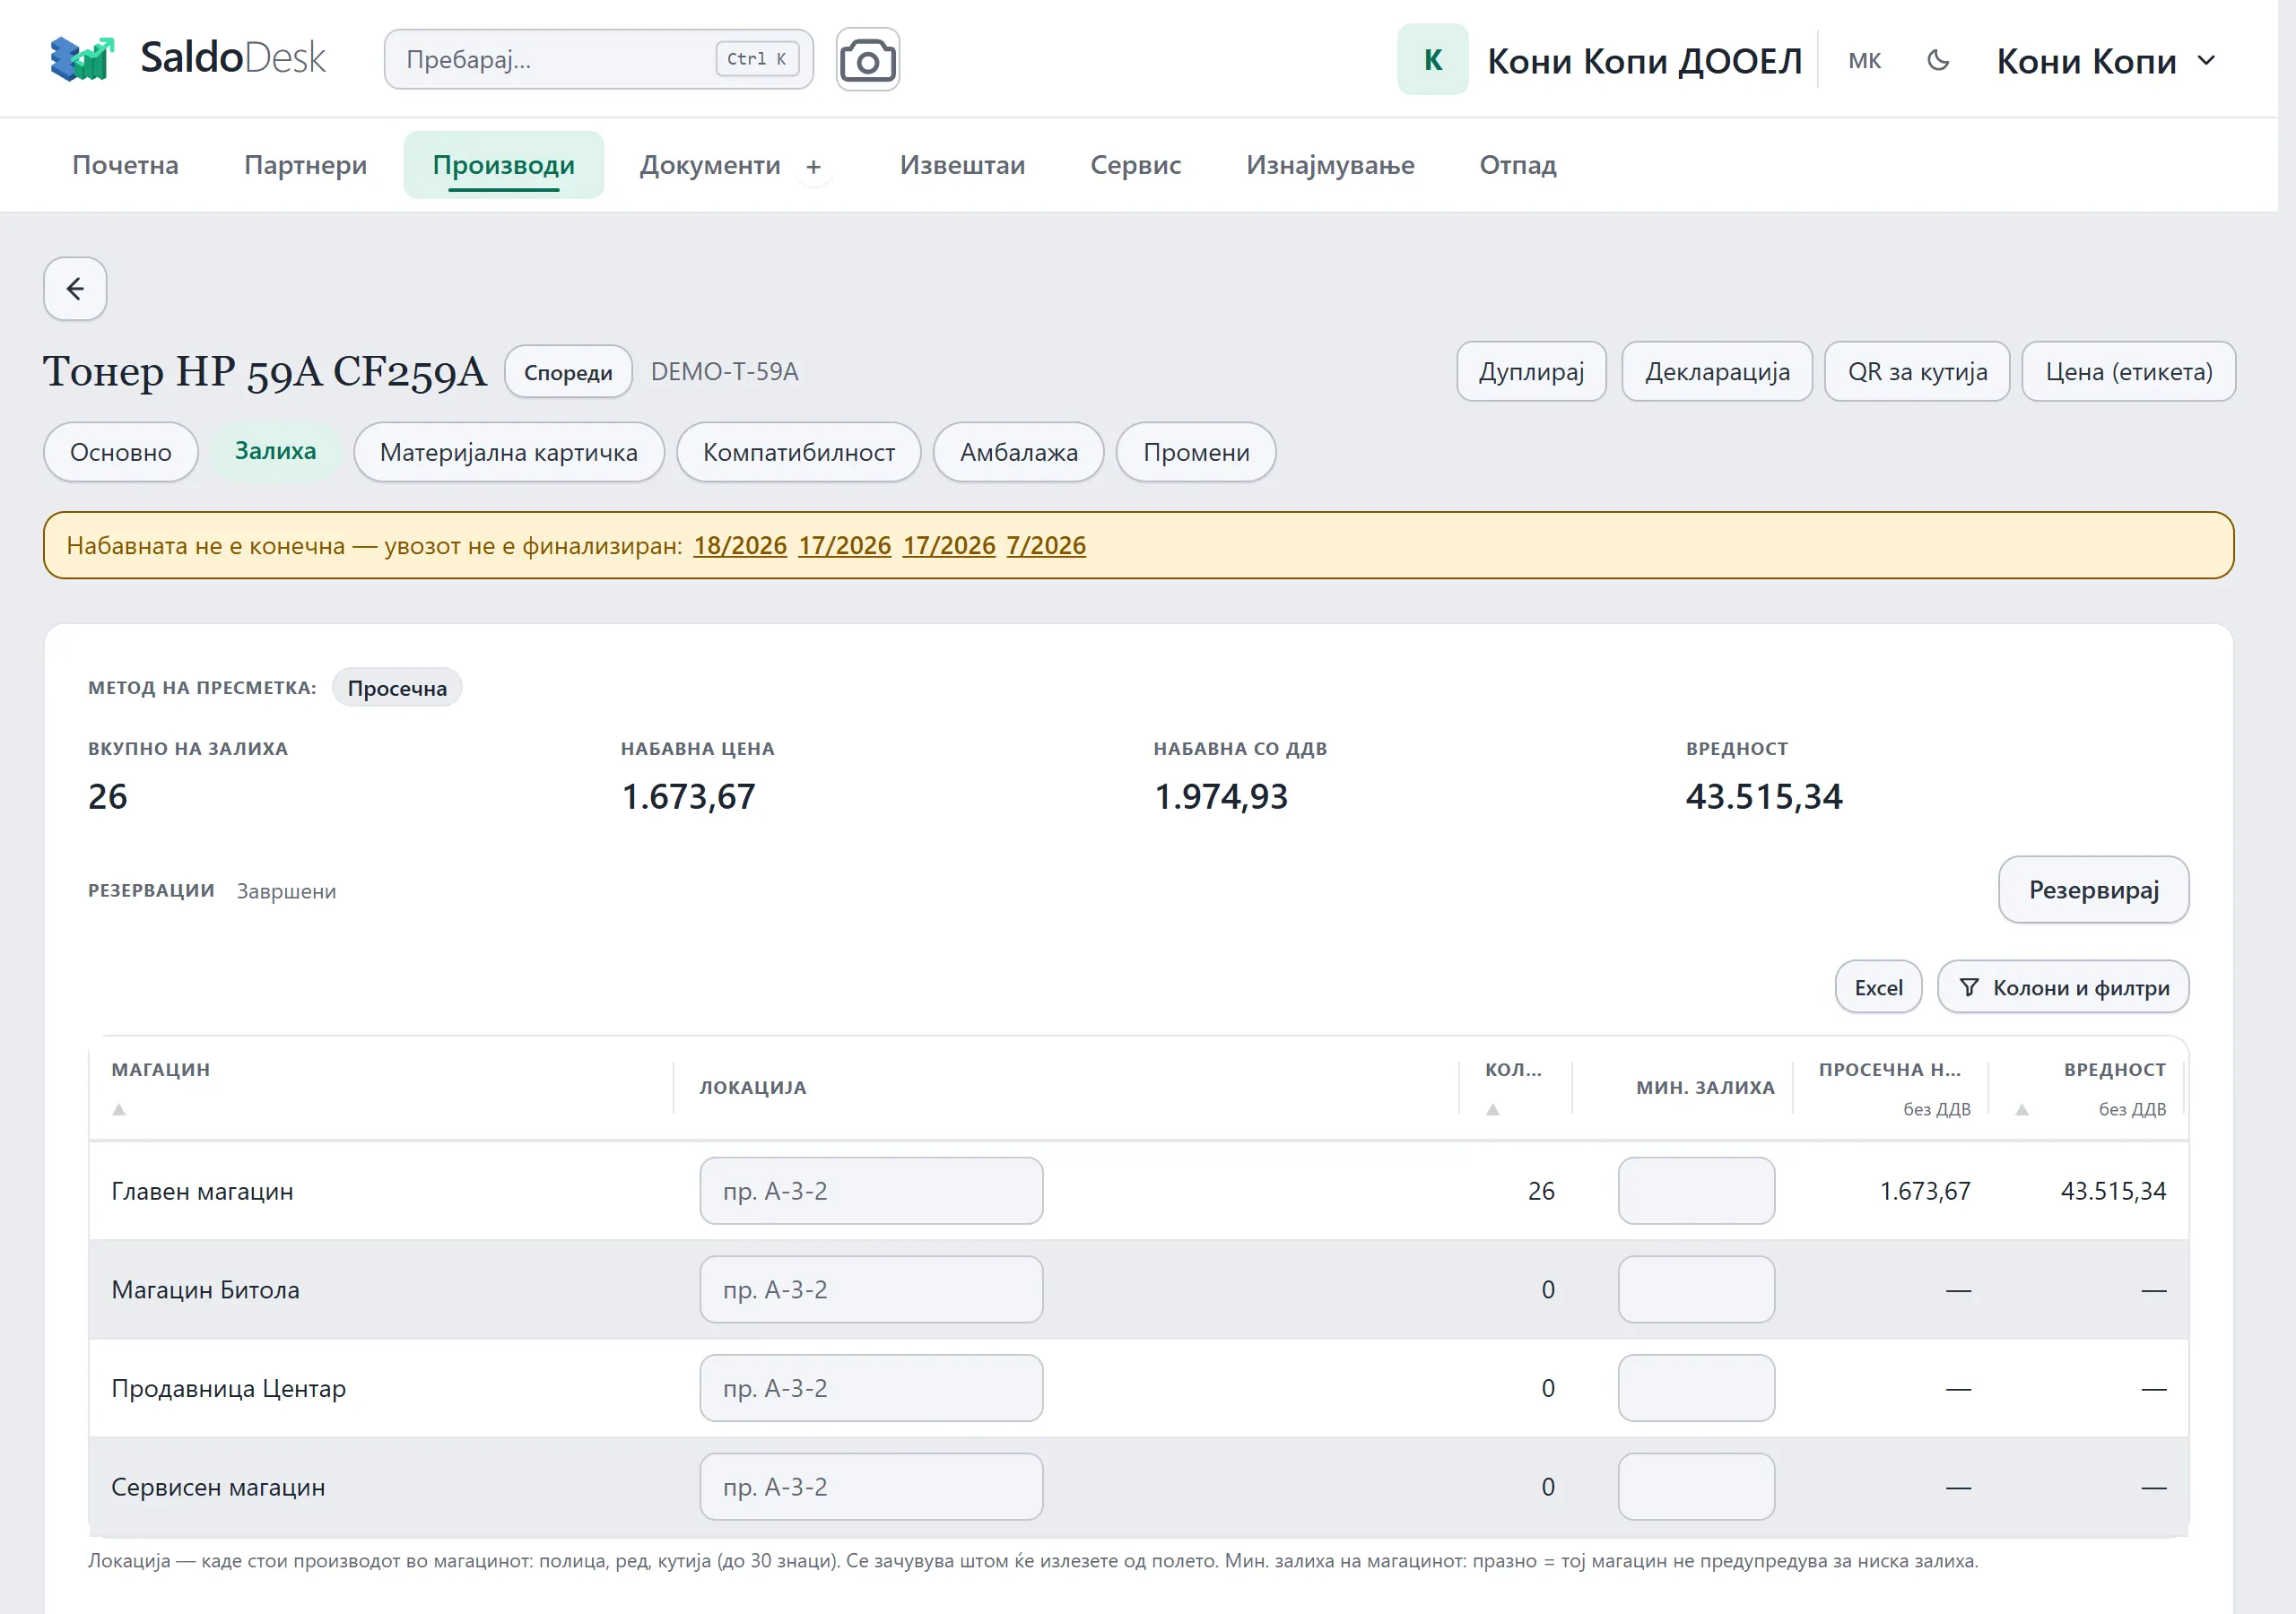 SaldoDesk
Пребарај...
Ctrl K
К
Кони Копи ДООЕЛ
МК
Кони Копи
Почетна
Партнери
Производи
Документи +
Извештаи
Сервис
Изнајмување
Отпад
Тонер HP 59A CF259A
Спореди
DEMO-T-59A
Дуплирај
Декларација
QR за кутија
Цена (етикета)
Основно
Залиха
Материјална картичка
Компатибилност
Амбалажа
Промени
Набавната не е конечна — увозот не е финализиран: 18/2026 17/2026 17/2026 7/2026
МЕТОД НА ПРЕСМЕТКА: Просечна
ВКУПНО НА ЗАЛИХА
26
НАБАВНА ЦЕНА
1.673,67
НАБАВНА СО ДДВ
1.974,93
ВРЕДНОСТ
43.515,34
РЕЗЕРВАЦИИ Завршени
Резервирај
Excel
Колони и филтри
МАГАЦИН
ЛОКАЦИЈА
КОЛ...
МИН. ЗАЛИХА
ПРОСЕЧНА Н...
без ДДВ
ВРЕДНОСТ
без ДДВ
Главен магацин пр. А-3-2 26 1.673,67 43.515,34
Магацин Битола пр. А-3-2 0 — —
Продавница Центар пр. А-3-2 0 — —
Сервисен магацин пр. А-3-2 0 — —
Локација — каде стои производот во магацинот: полица, ред, кутија (до 30 знаци). Се зачувува штом ќе излезете од полето. Мин. залиха на магацинот: празно = тој магацин не предупредува за ниска залиха.